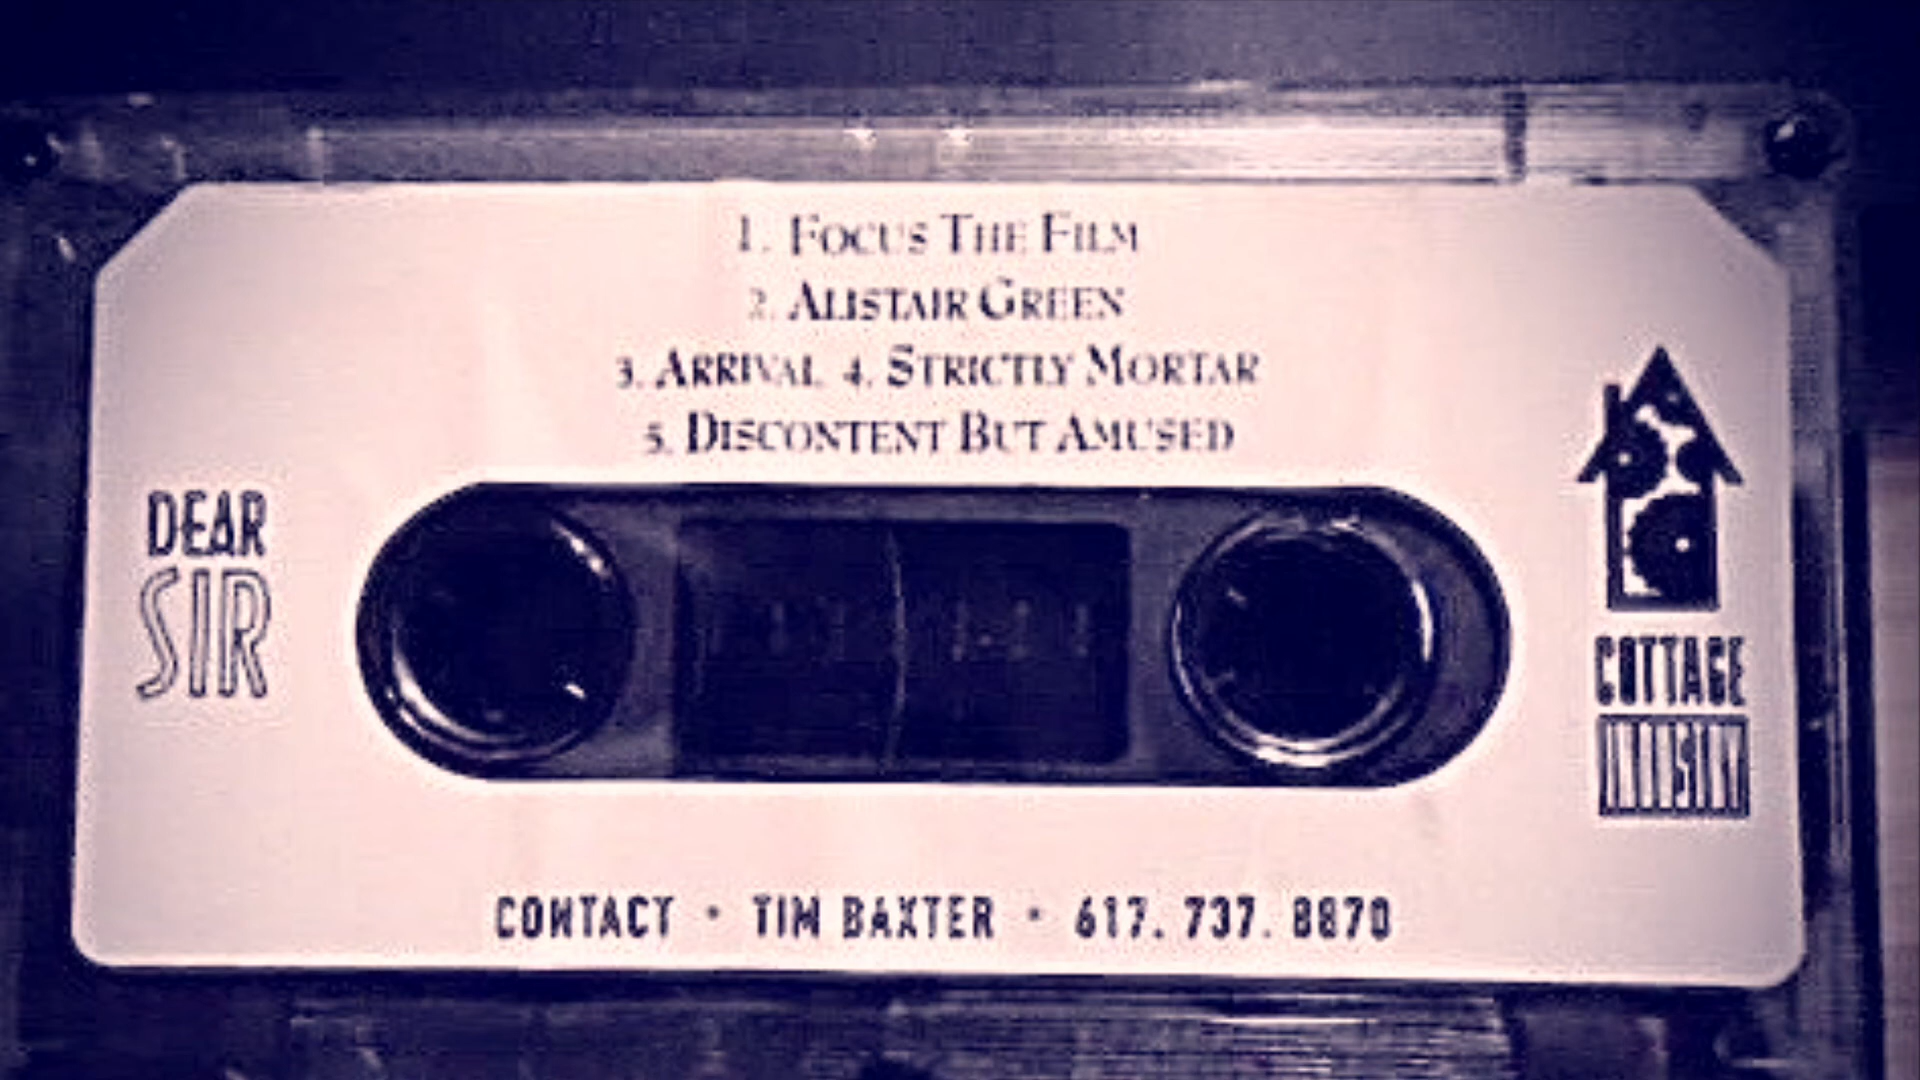 1. FOCUS THE FILM
2. ALISTAIR GREEN
3. ARRIVAL 4. STRICTLY MORTAR
5. DISCONTENT BUT AMUSED
DEAR
SIR
COTTAGE
INDUSTRY
CONTACT • TIM BAXTER • 617. 737. 8870